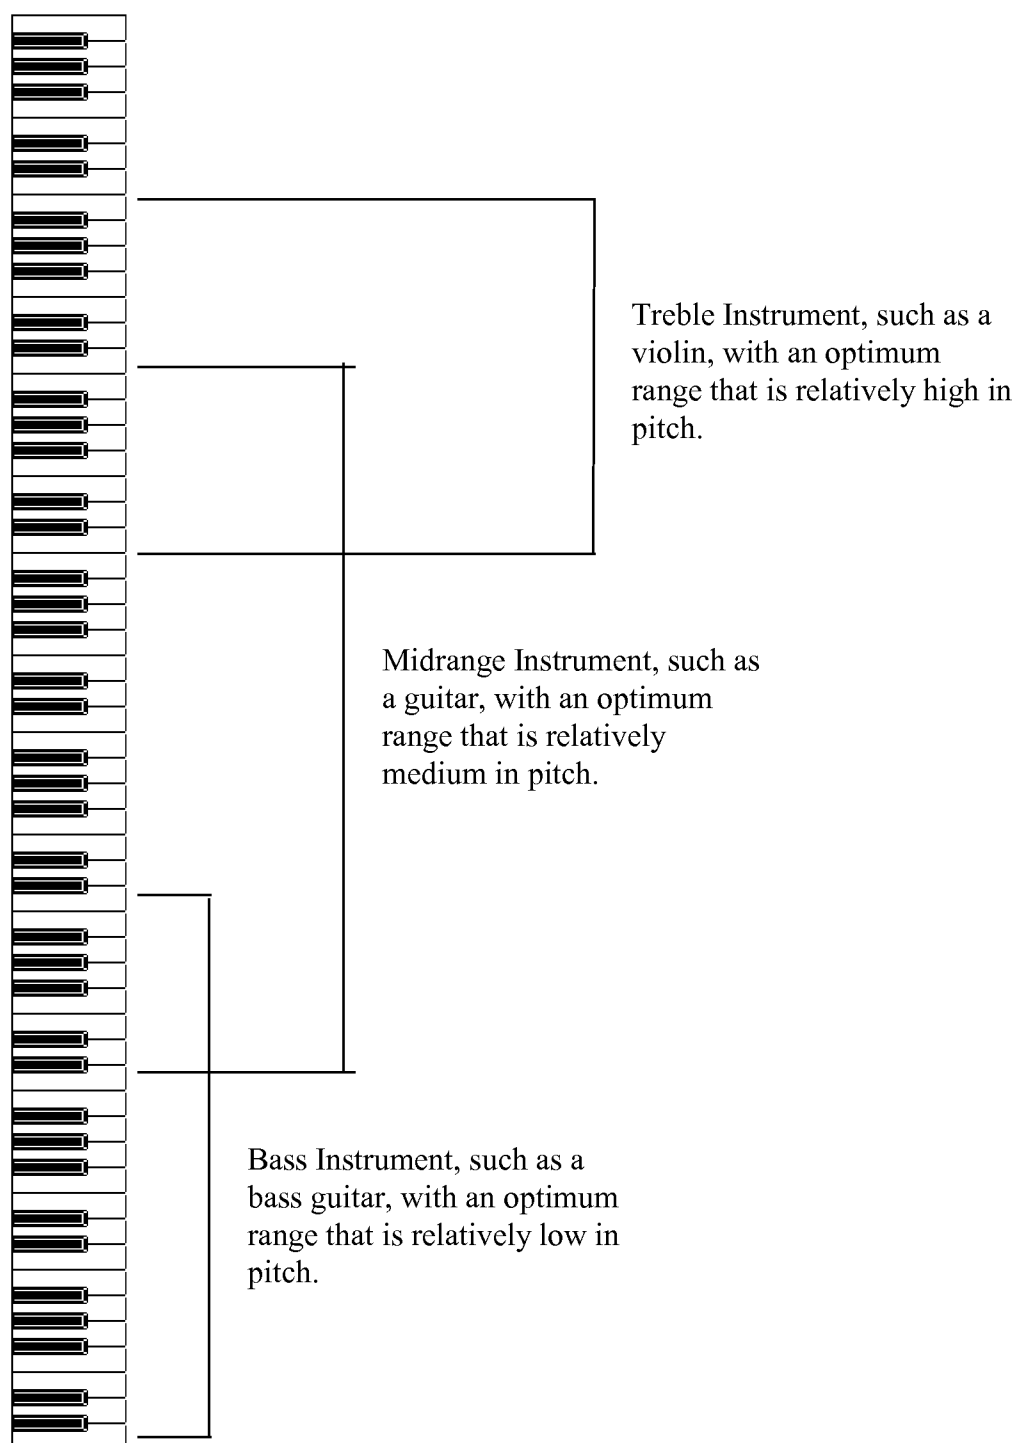 Treble Instrument, such as a
violin, with an optimum
range that is relatively high in
pitch.
Midrange Instrument, such as
a guitar, with an optimum
range that is relatively
medium in pitch.
Bass Instrument, such as a
bass guitar, with an optimum
range that is relatively low in
pitch.